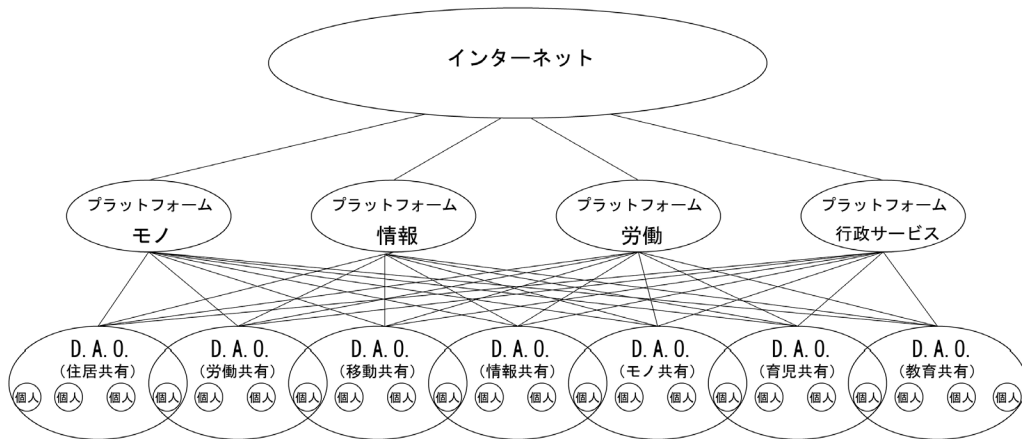 インターネット
プラットフォーム
モノ
プラットフォーム
情報
プラットフォーム
労働
プラットフォーム
行政サービス
D.A.O.
(住居共有)
D.A.O.
(労働共有)
D.A.O.
(移動共有)
D.A.O.
(情報共有)
D.A.O.
(モノ共有)
D.A.O.
(育児共有)
D.A.O.
(教育共有)
個人 個人 個人 個人 個人 個人 個人 個人 個人 個人 個人 個人 個人 個人 個人 個人 個人 個人 個人 個人 個人 個人